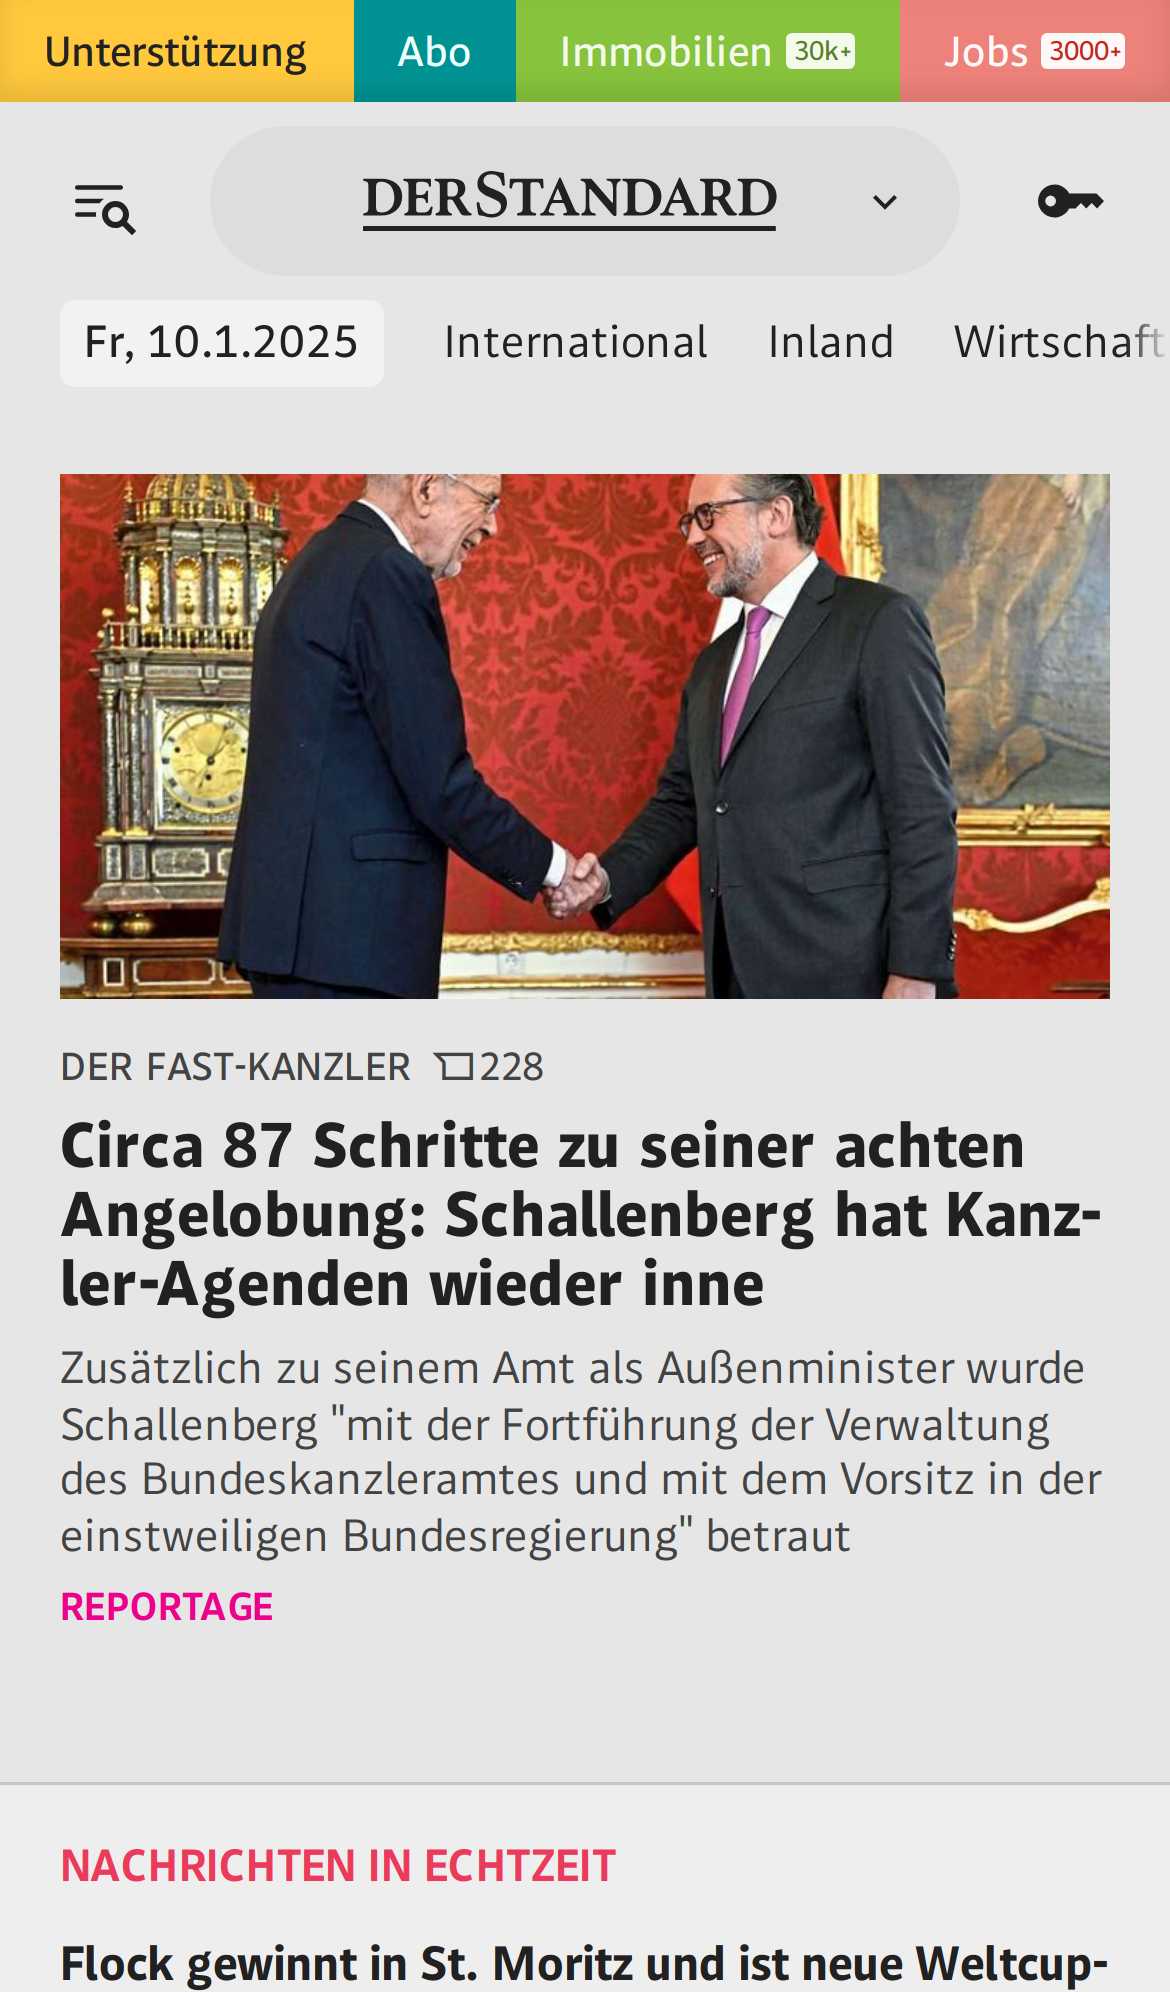 Unterstützung Abo Immobilien 30k+ Jobs 3000+
DERSTANDARD
Fr, 10.1.2025 International Inland Wirtschaft
DER FAST-KANZLER 228
Circa 87 Schritte zu seiner achten
Angelobung: Schallenberg hat Kanz-
ler-Agenden wieder inne
Zusätzlich zu seinem Amt als Außenminister wurde
Schallenberg "mit der Fortführung der Verwaltung
des Bundeskanzleramtes und mit dem Vorsitz in der
einstweiligen Bundesregierung" betraut
REPORTAGE
NACHRICHTEN IN ECHTZEIT
Flock gewinnt in St. Moritz und ist neue Weltcup-